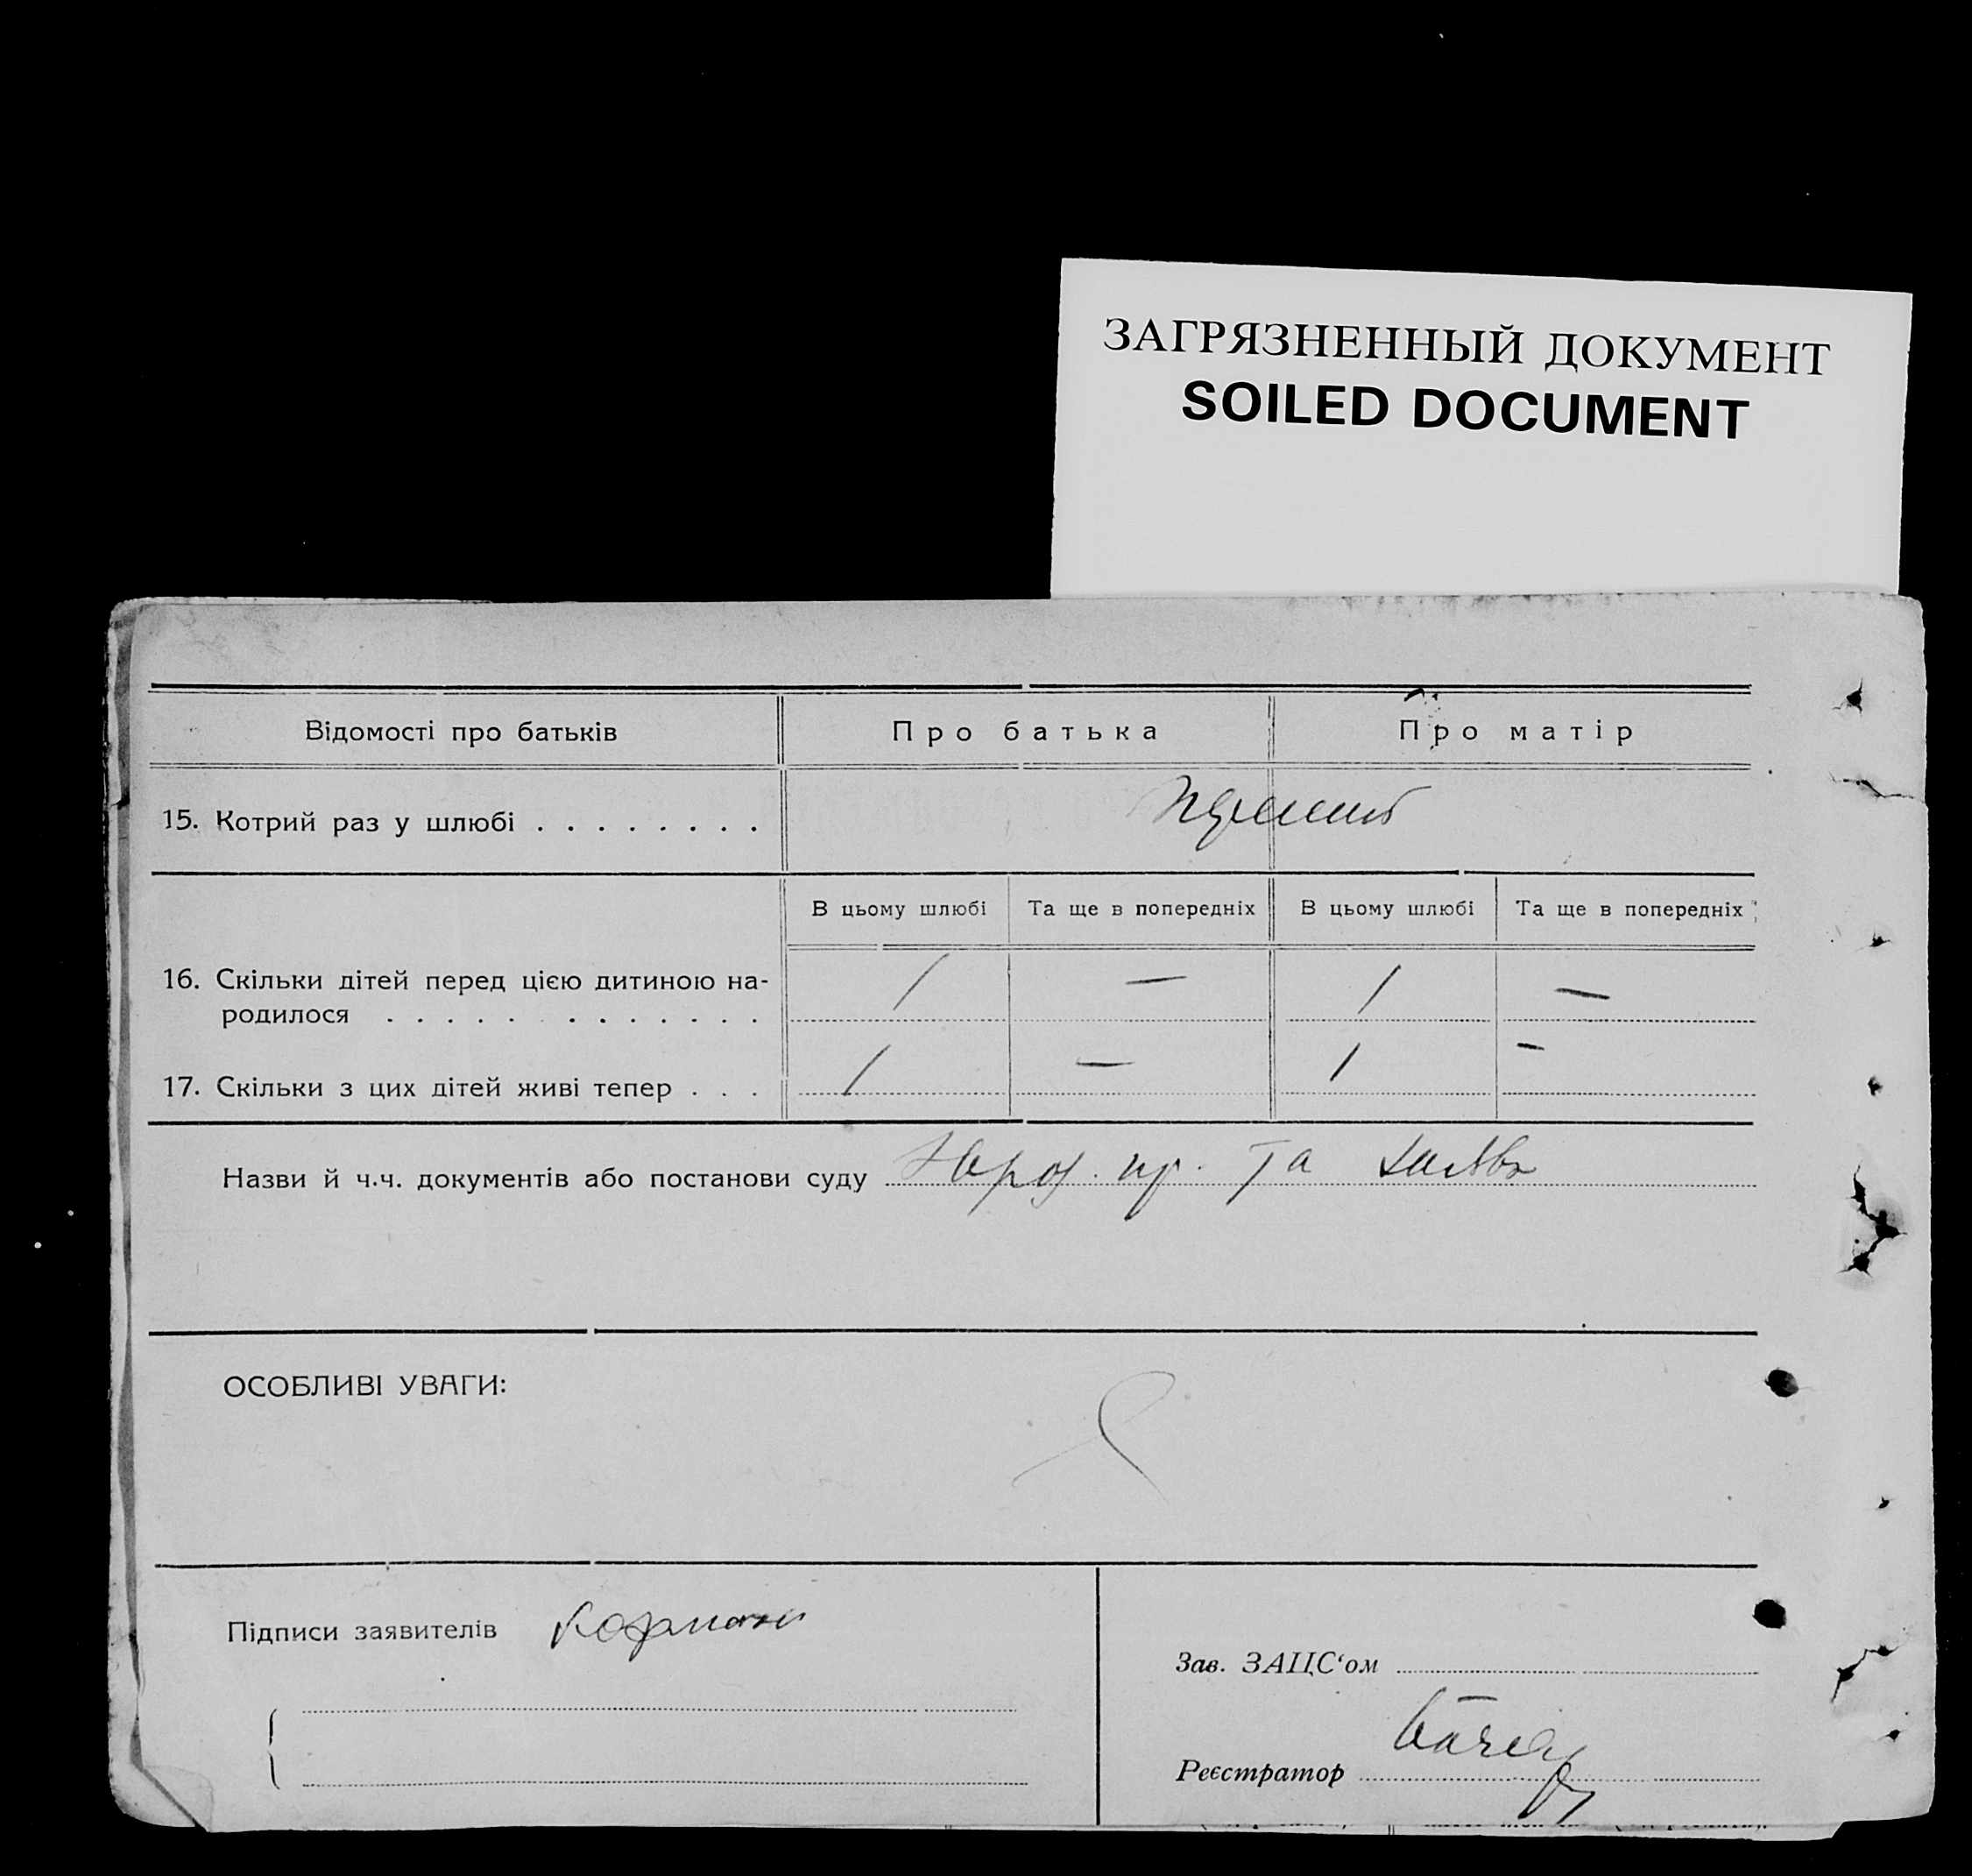 ЗАГРЯЗНЕННЫЙ ДОКУМЕНТ
SOILED DOCUMENT
Відомості про батьків Про батька Про матір
15. Котрий раз у шлюбі . . . . . . . .
В цьому шлюбі Та ще в попередніх В цьому шлюбі Та ще в попередніх
16. Скільки дітей перед цією дитиною на-
родилося . . . . . . . . . . . . 1 — 1 —
17. Скільки з цих дітей живі тепер . . . 1 — 1 —
Назви й ч.ч. документів або постанови суду та
ОСОБЛИВІ УВАГИ:
Підписи заявителів
Зав. ЗАЦС‘ом
Реєстратор